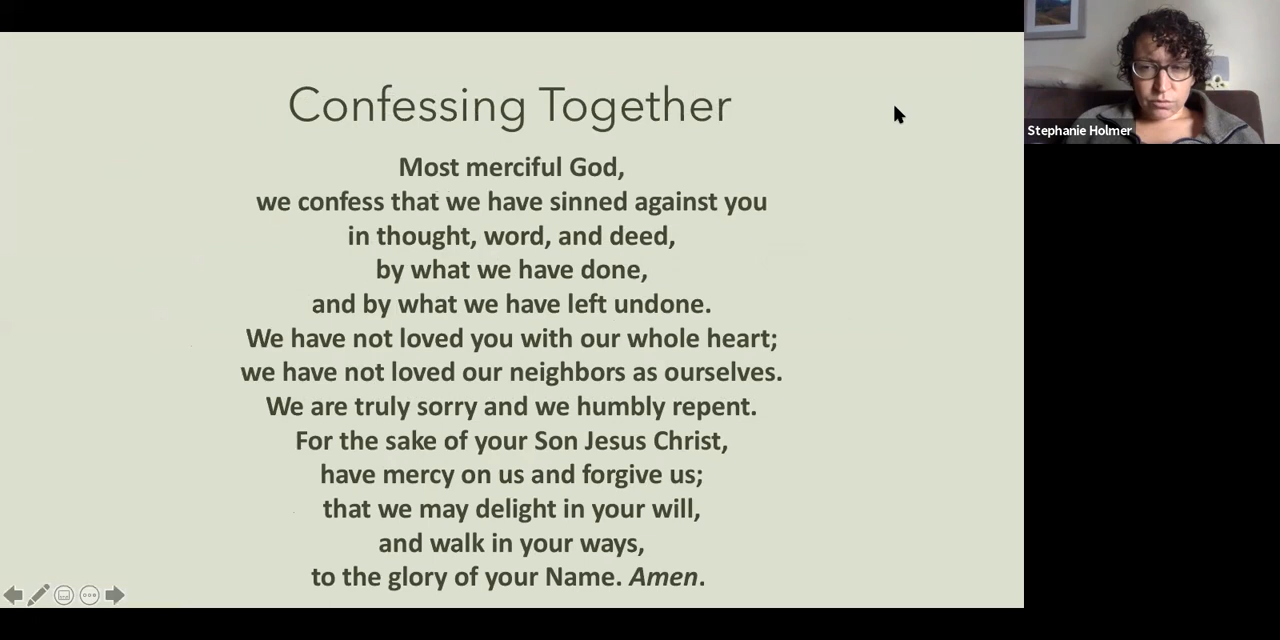 Confessing Together
Most merciful God,
we confess that we have sinned against you
in thought, word, and deed,
by what we have done,
and by what we have left undone.
We have not loved you with our whole heart;
we have not loved our neighbors as ourselves.
We are truly sorry and we humbly repent.
For the sake of your Son Jesus Christ,
have mercy on us and forgive us;
that we may delight in your will,
and walk in your ways,
to the glory of your Name. Amen.
Stephanie Holmer